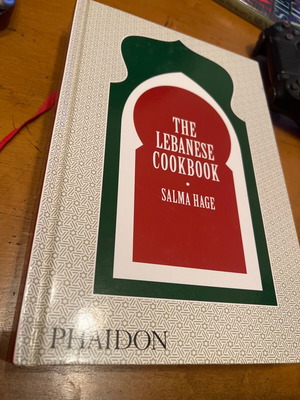 THE
LEBANESE
COOKBOOK
•
SALMA HAGE
PHAIDON